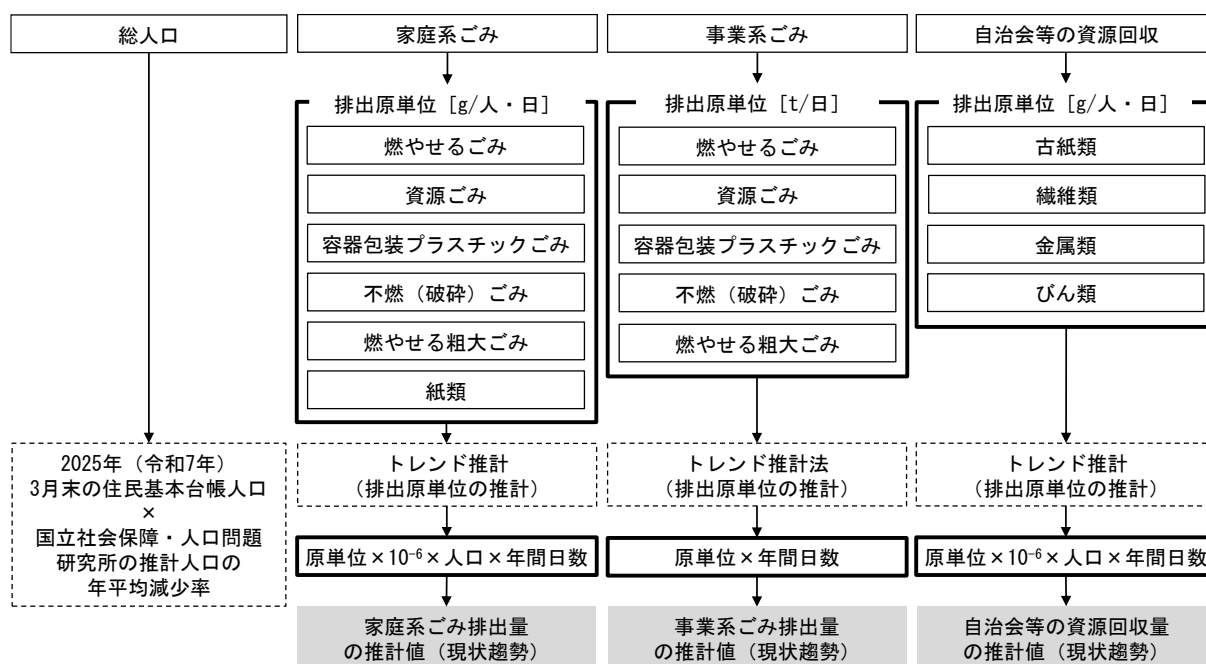 総人口
家庭系ごみ
事業系ごみ
自治会等の資源回収
排出原単位［g/人・日］
燃やせるごみ
資源ごみ
容器包装プラスチックごみ
不燃（破砕）ごみ
燃やせる粗大ごみ
紙類
排出原単位［t/日］
燃やせるごみ
資源ごみ
容器包装プラスチックごみ
不燃（破砕）ごみ
燃やせる粗大ごみ
排出原単位［g/人・日］
古紙類
繊維類
金属類
びん類
2025年（令和7年）
3月末の住民基本台帳人口
×
国立社会保障・人口問題
研究所の推計人口の
年平均減少率
トレンド推計
（排出原単位の推計）
トレンド推計法
（排出原単位の推計）
トレンド推計
（排出原単位の推計）
原単位×10⁻⁶×人口×年間日数
原単位×年間日数
原単位×10⁻⁶×人口×年間日数
家庭系ごみ排出量
の推計値（現状趨勢）
事業系ごみ排出量
の推計値（現状趨勢）
自治会等の資源回収量
の推計値（現状趨勢）